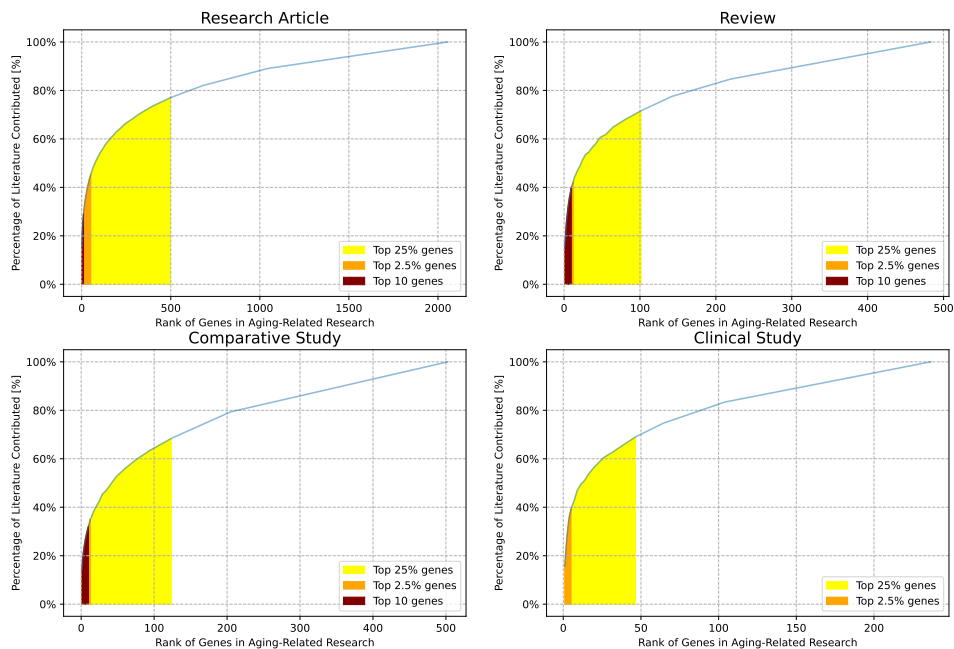 Research Article
Percentage of Literature Contributed [%]
100%
80%
60%
40%
20%
0%
Top 25% genes
Top 2.5% genes
Top 10 genes
0 500 1000 1500 2000
Rank of Genes in Aging-Related Research
Review
Percentage of Literature Contributed [%]
100%
80%
60%
40%
20%
0%
Top 25% genes
Top 2.5% genes
Top 10 genes
0 100 200 300 400 500
Rank of Genes in Aging-Related Research
Comparative Study
Percentage of Literature Contributed [%]
100%
80%
60%
40%
20%
0%
Top 25% genes
Top 2.5% genes
Top 10 genes
0 100 200 300 400 500
Rank of Genes in Aging-Related Research
Clinical Study
Percentage of Literature Contributed [%]
100%
80%
60%
40%
20%
0%
Top 25% genes
Top 2.5% genes
0 50 100 150 200
Rank of Genes in Aging-Related Research